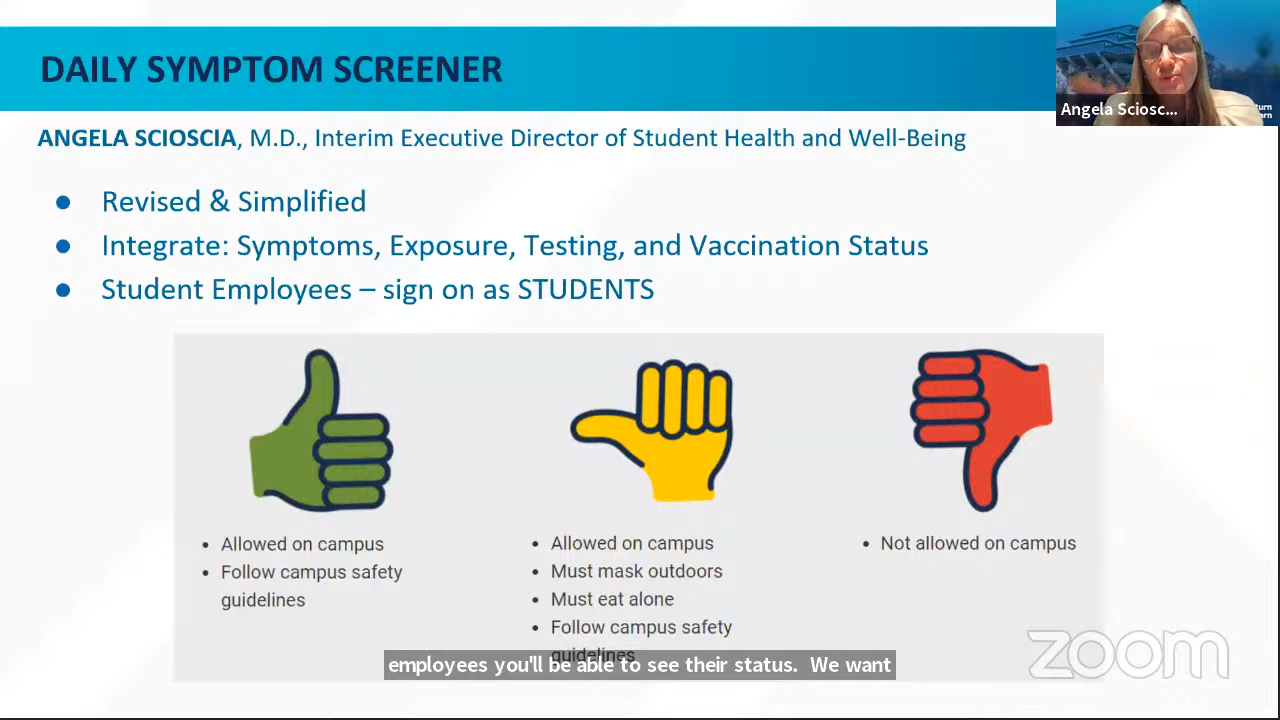 DAILY SYMPTOM SCREENER
Angela Sciosc...
ANGELA SCIOSCIA, M.D., Interim Executive Director of Student Health and Well-Being
● Revised & Simplified
● Integrate: Symptoms, Exposure, Testing, and Vaccination Status
● Student Employees – sign on as STUDENTS
• Allowed on campus
• Follow campus safety
guidelines
• Allowed on campus
• Must mask outdoors
• Must eat alone
• Follow campus safety
guidelines
• Not allowed on campus
employees you'll be able to see their status. We want
zoom